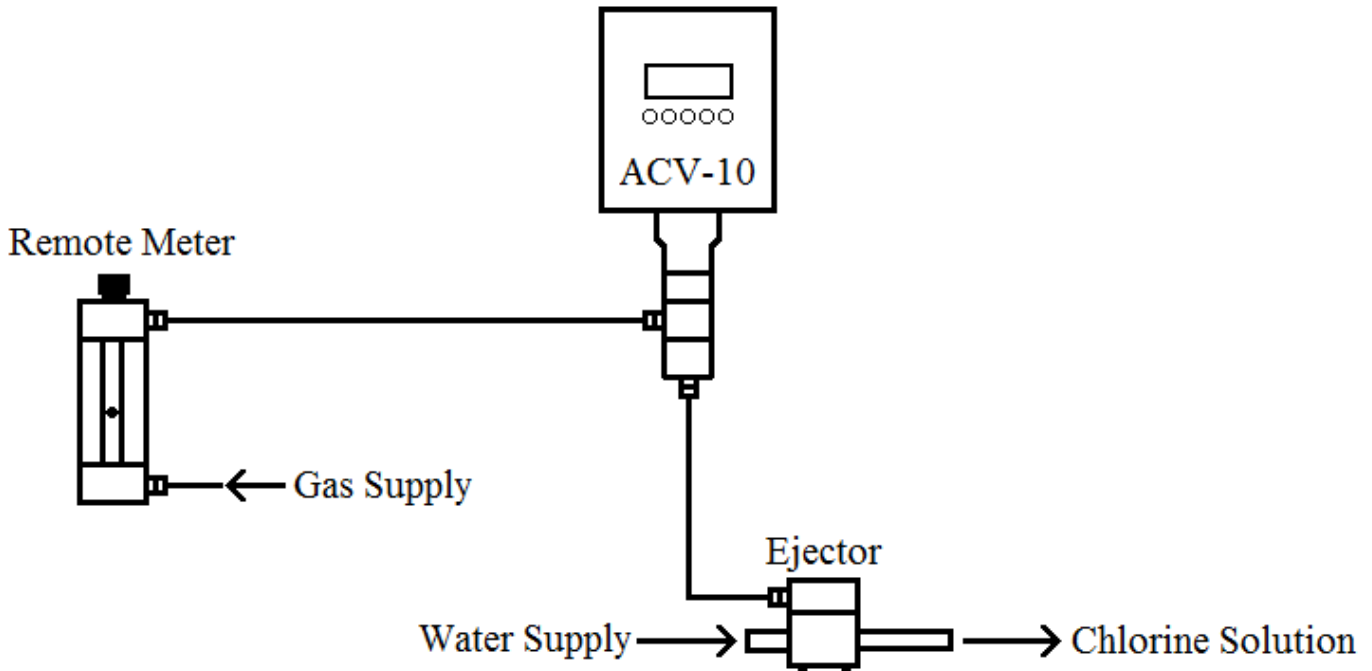 ACV-10
Remote Meter
Gas Supply
Ejector
Water Supply
Chlorine Solution